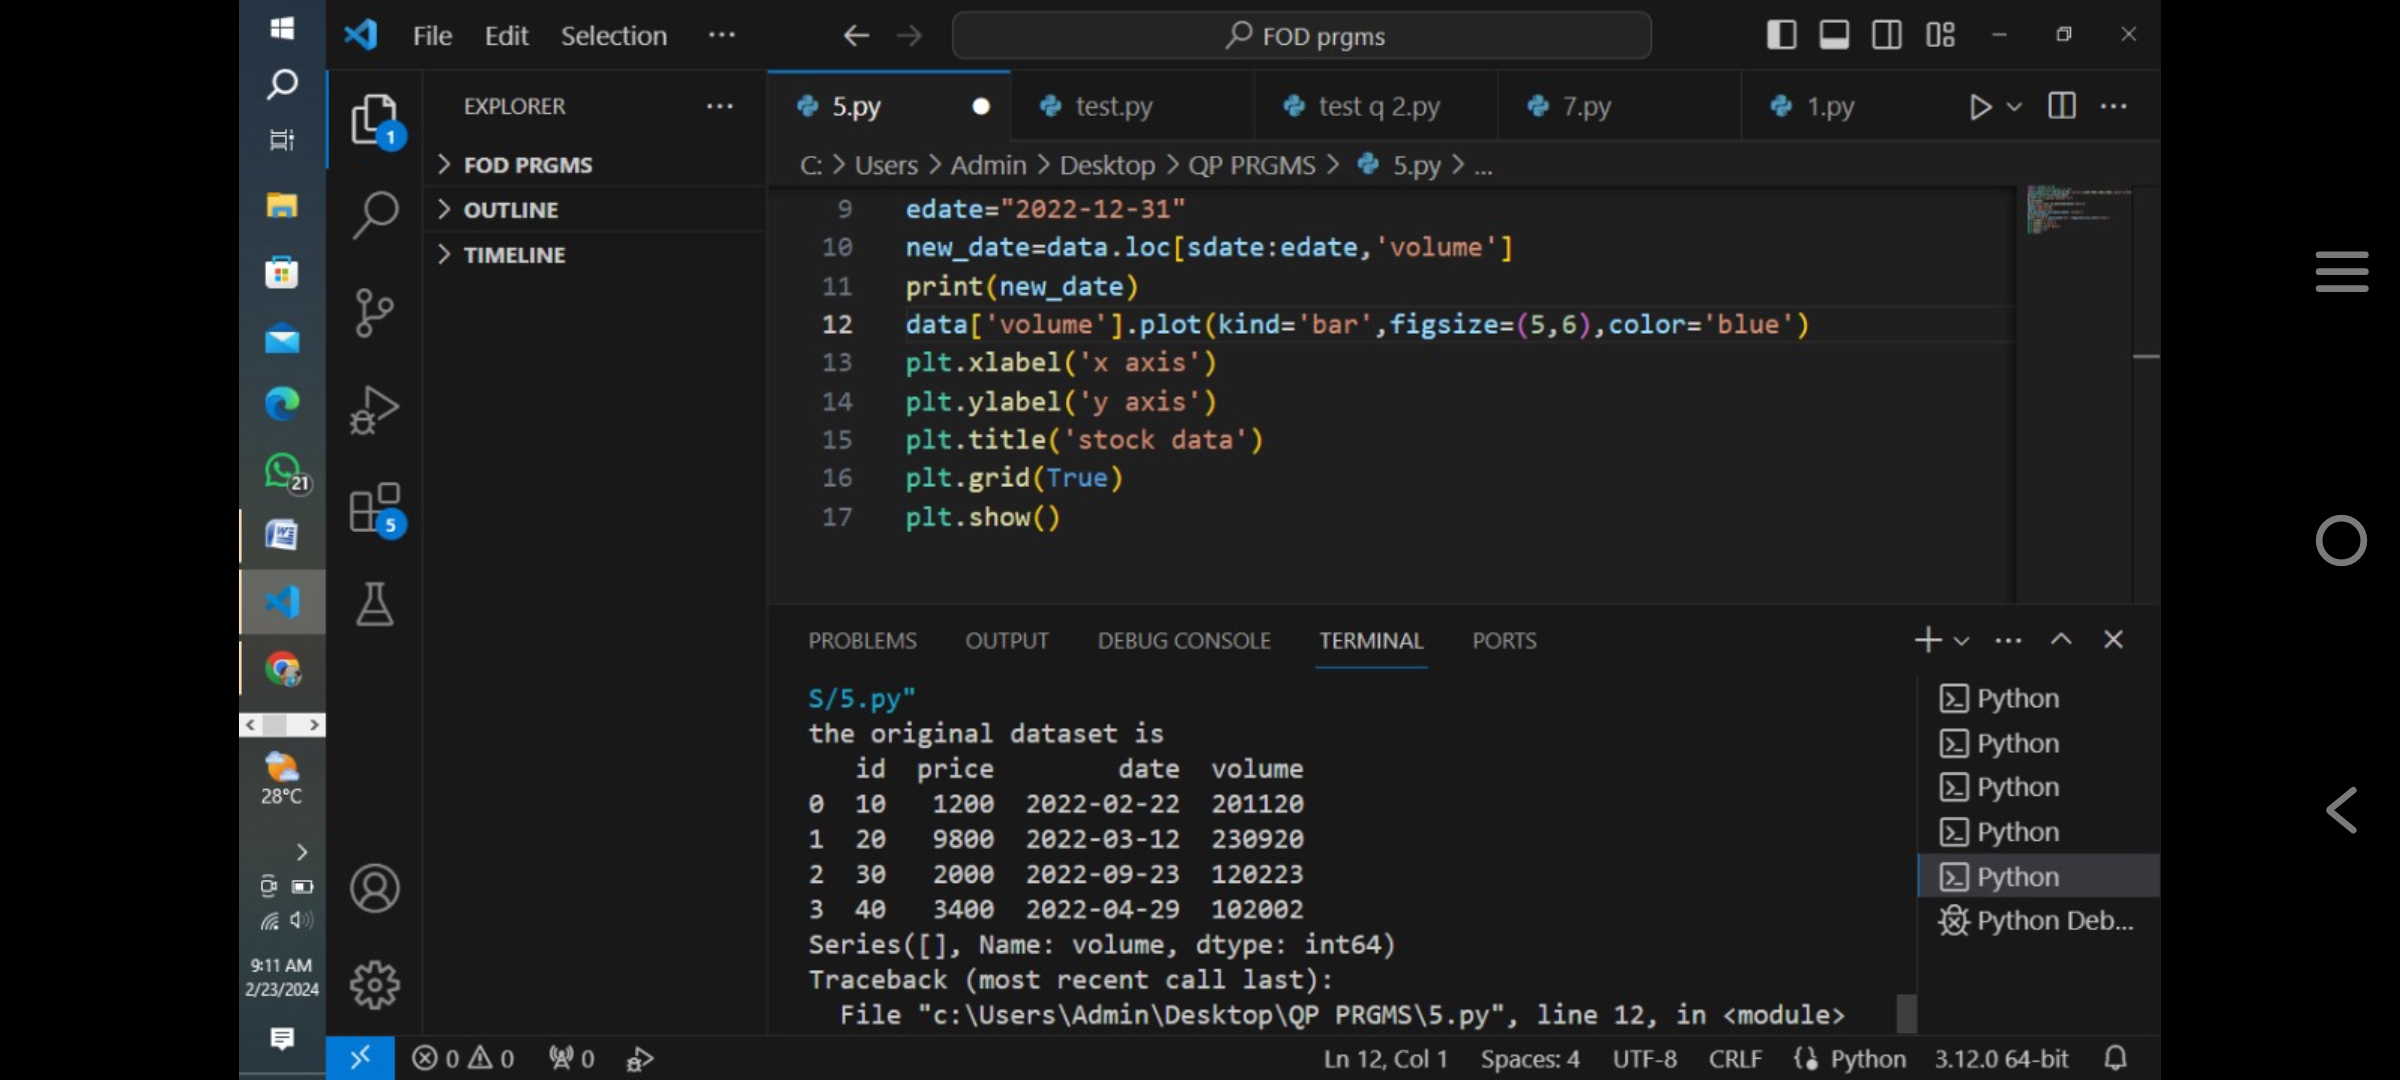 File Edit Selection ... FOD prgms
EXPLORER ...
5.py test.py test q 2.py 7.py 1.py ...
FOD PRGMS
OUTLINE
TIMELINE
C: > Users > Admin > Desktop > QP PRGMS > 5.py > ...
9 edate="2022-12-31"
10 new_date=data.loc[sdate:edate,'volume']
11 print(new_date)
12 data['volume'].plot(kind='bar',figsize=(5,6),color='blue')
13 plt.xlabel('x axis')
14 plt.ylabel('y axis')
15 plt.title('stock data')
16 plt.grid(True)
17 plt.show()
1
5
21
PROBLEMS OUTPUT DEBUG CONSOLE TERMINAL PORTS
S/5.py"
the original dataset is
id price date volume
0 10 1200 2022-02-22 201120
1 20 9800 2022-03-12 230920
2 30 2000 2022-09-23 120223
3 40 3400 2022-04-29 102002
Series([], Name: volume, dtype: int64)
Traceback (most recent call last):
File "c:\Users\Admin\Desktop\QP PRGMS\5.py", line 12, in <module>
Python
Python
Python
Python
Python
Python Deb...
28°C
9:11 AM
2/23/2024
0 0 0 Ln 12, Col 1 Spaces: 4 UTF-8 CRLF Python 3.12.0 64-bit